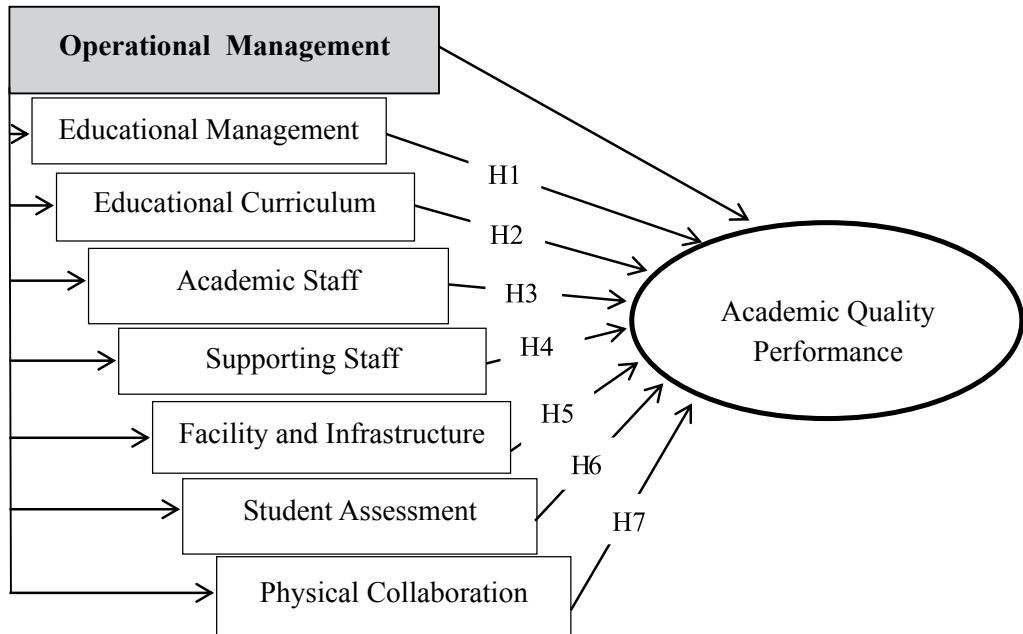 Operational Management
Educational Management
H1
Educational Curriculum
H2
Academic Staff
H3
Supporting Staff
H4
Facility and Infrastructure
H5
Student Assessment
H6
Physical Collaboration
H7
Academic Quality
Performance